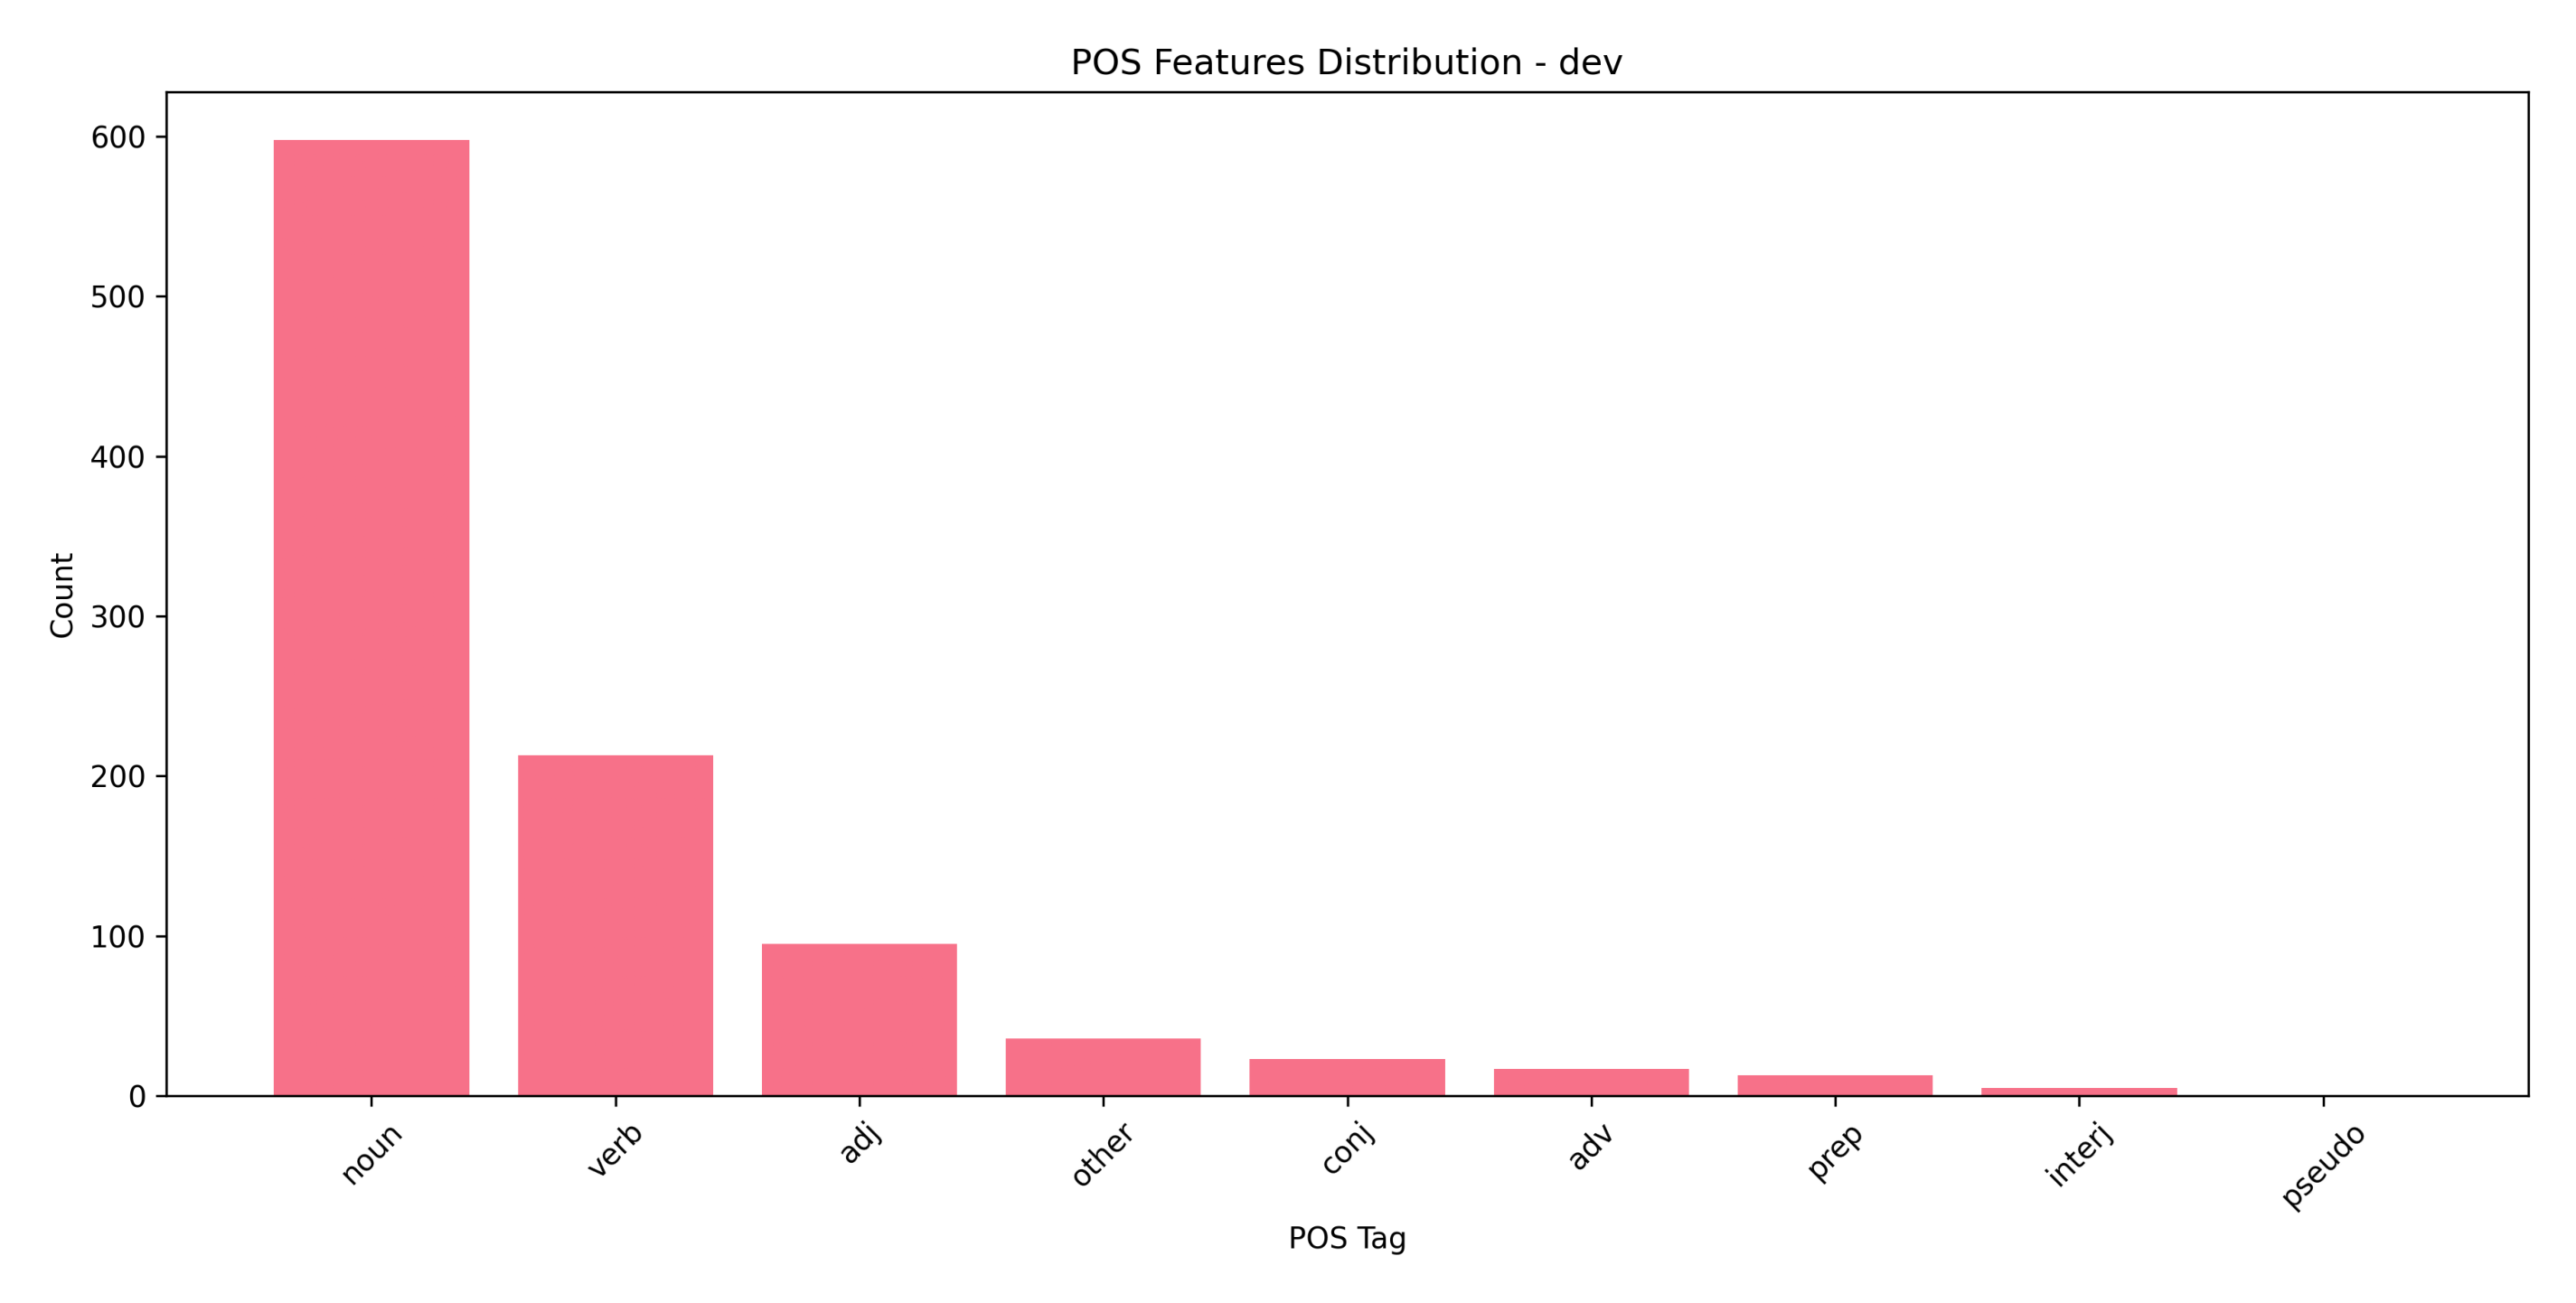 POS Features Distribution - dev
600
500
400
300
200
100
0
Count
noun
verb
adj
other
conj
adv
prep
interj
pseudo
POS Tag